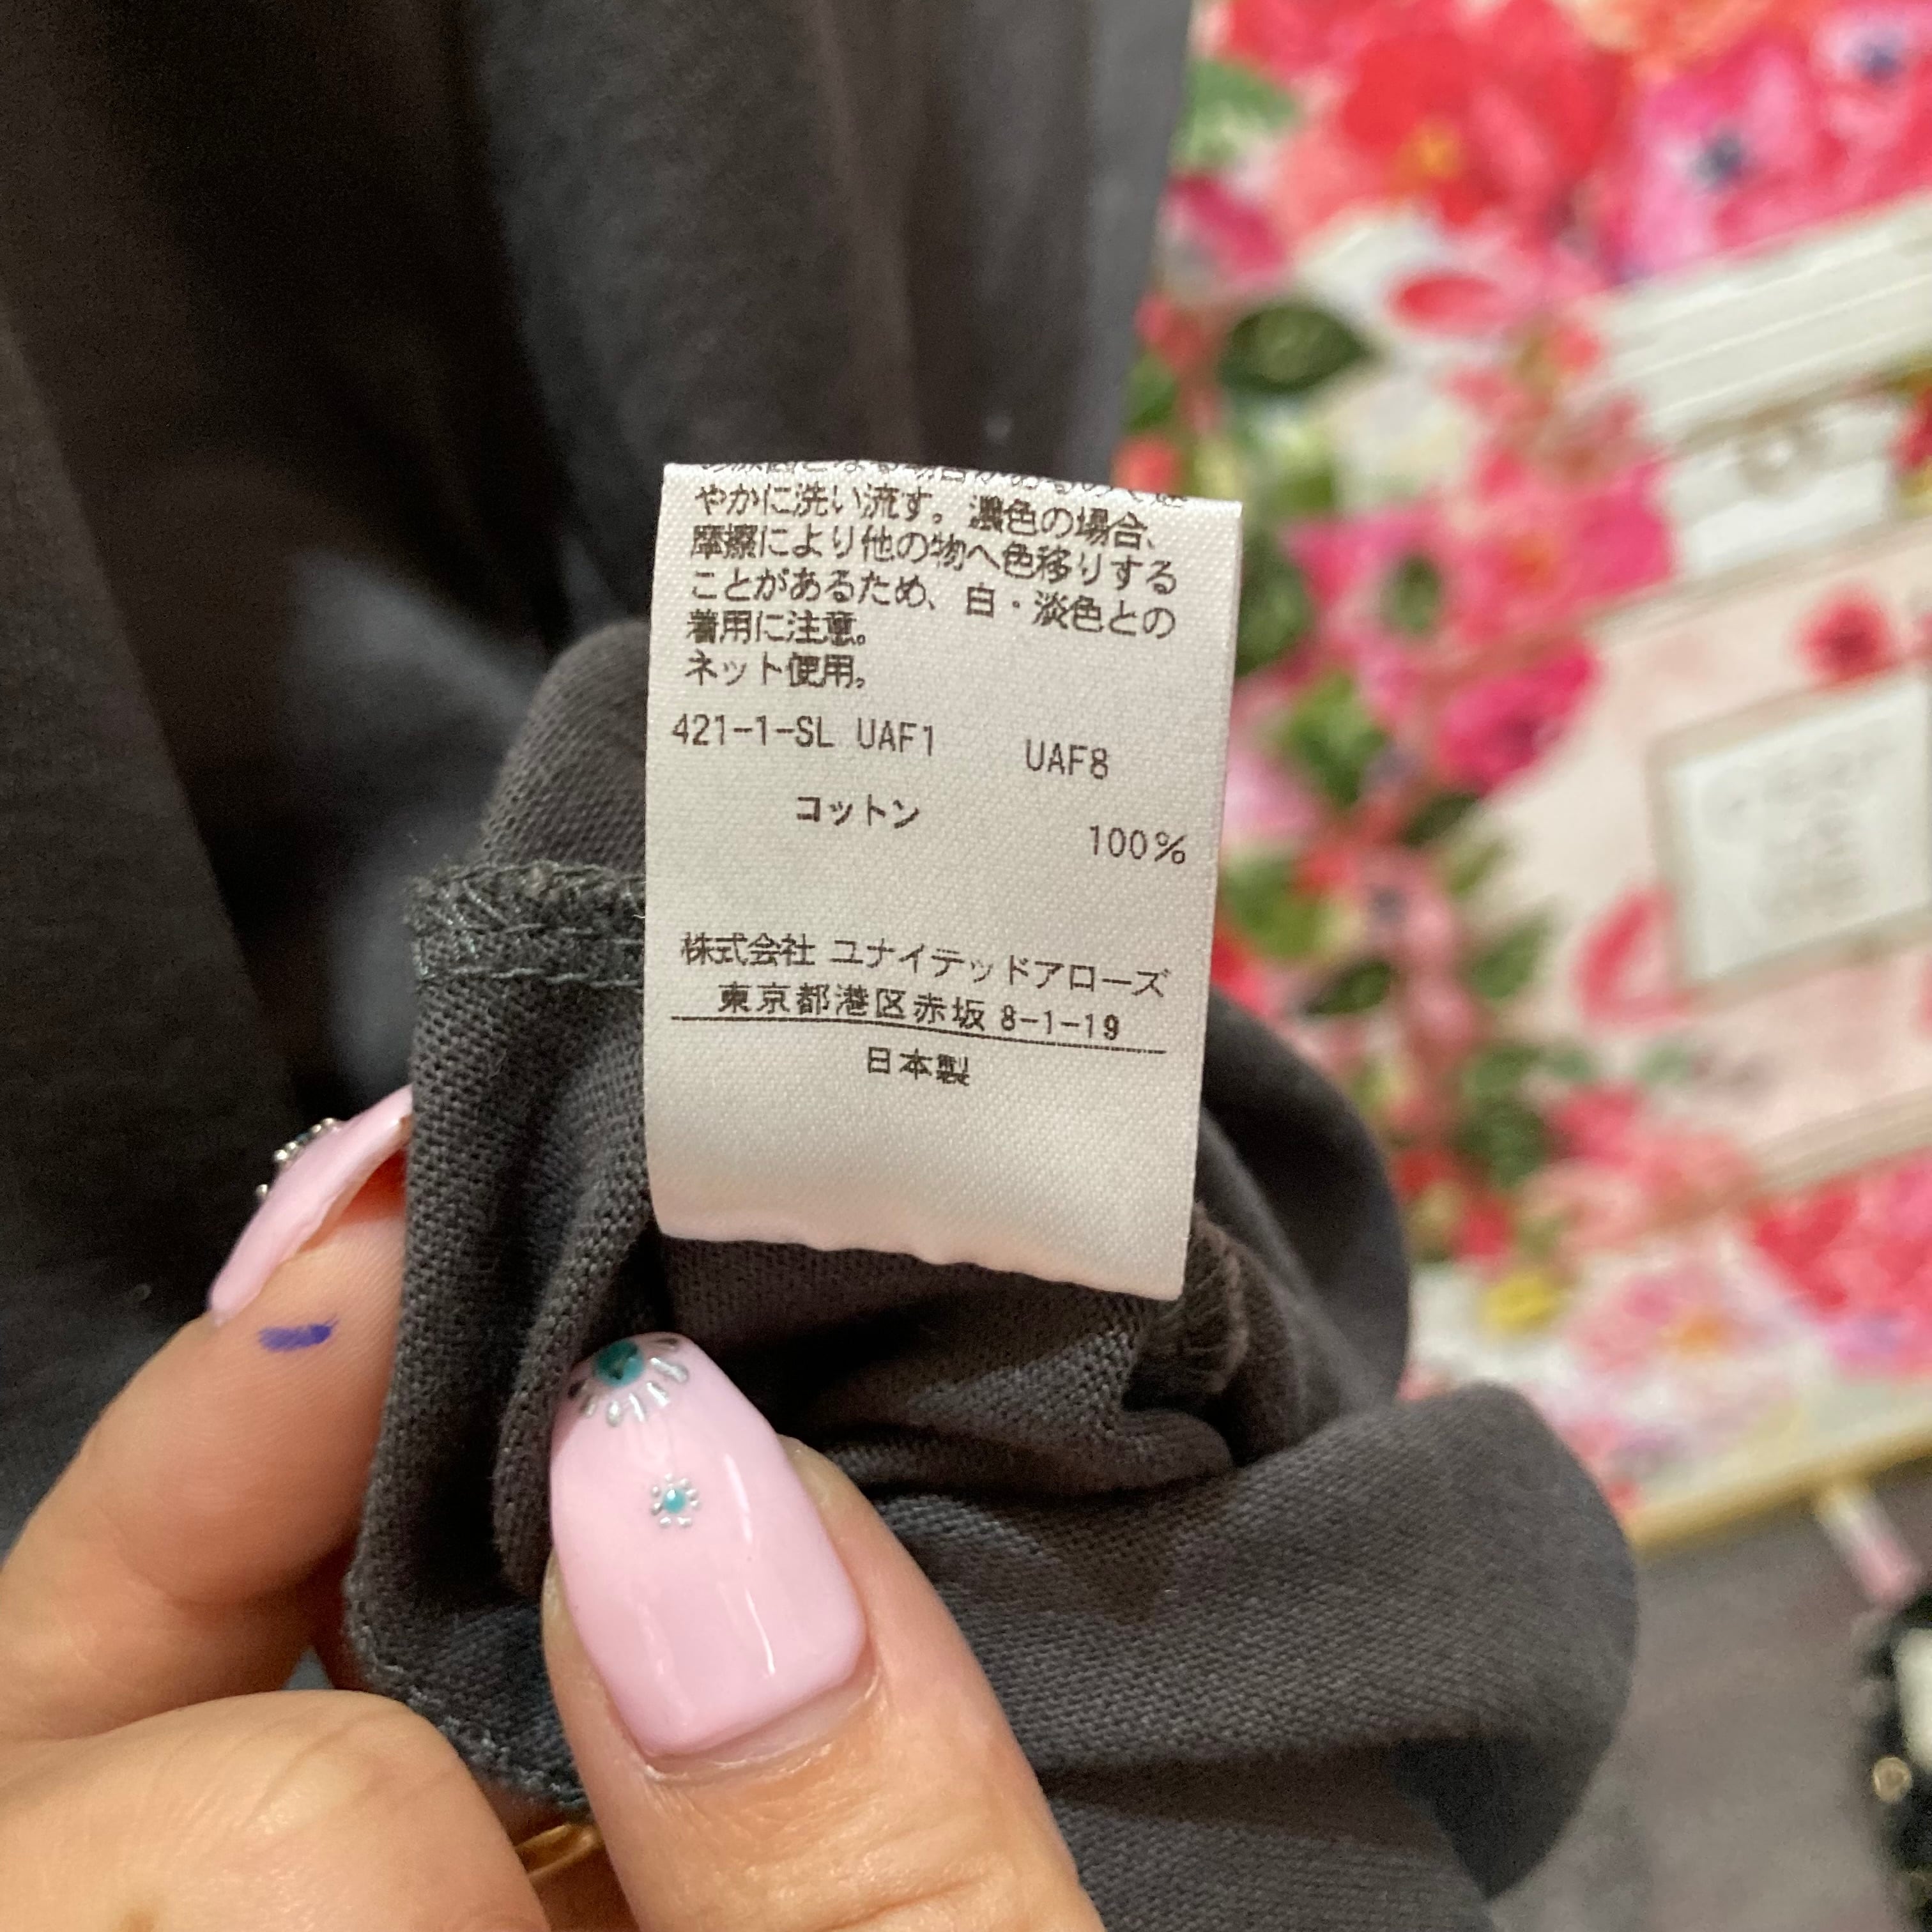 やかに洗い流す。濃色の場合、
摩擦により他の物へ色移りする
ことがあるため、白・淡色との
着用に注意。
ネット使用。
421-1-SL UAF1 UAF8
コットン 100%
株式会社 ユナイテッドアローズ
東京都港区赤坂 8-1-19
日本製